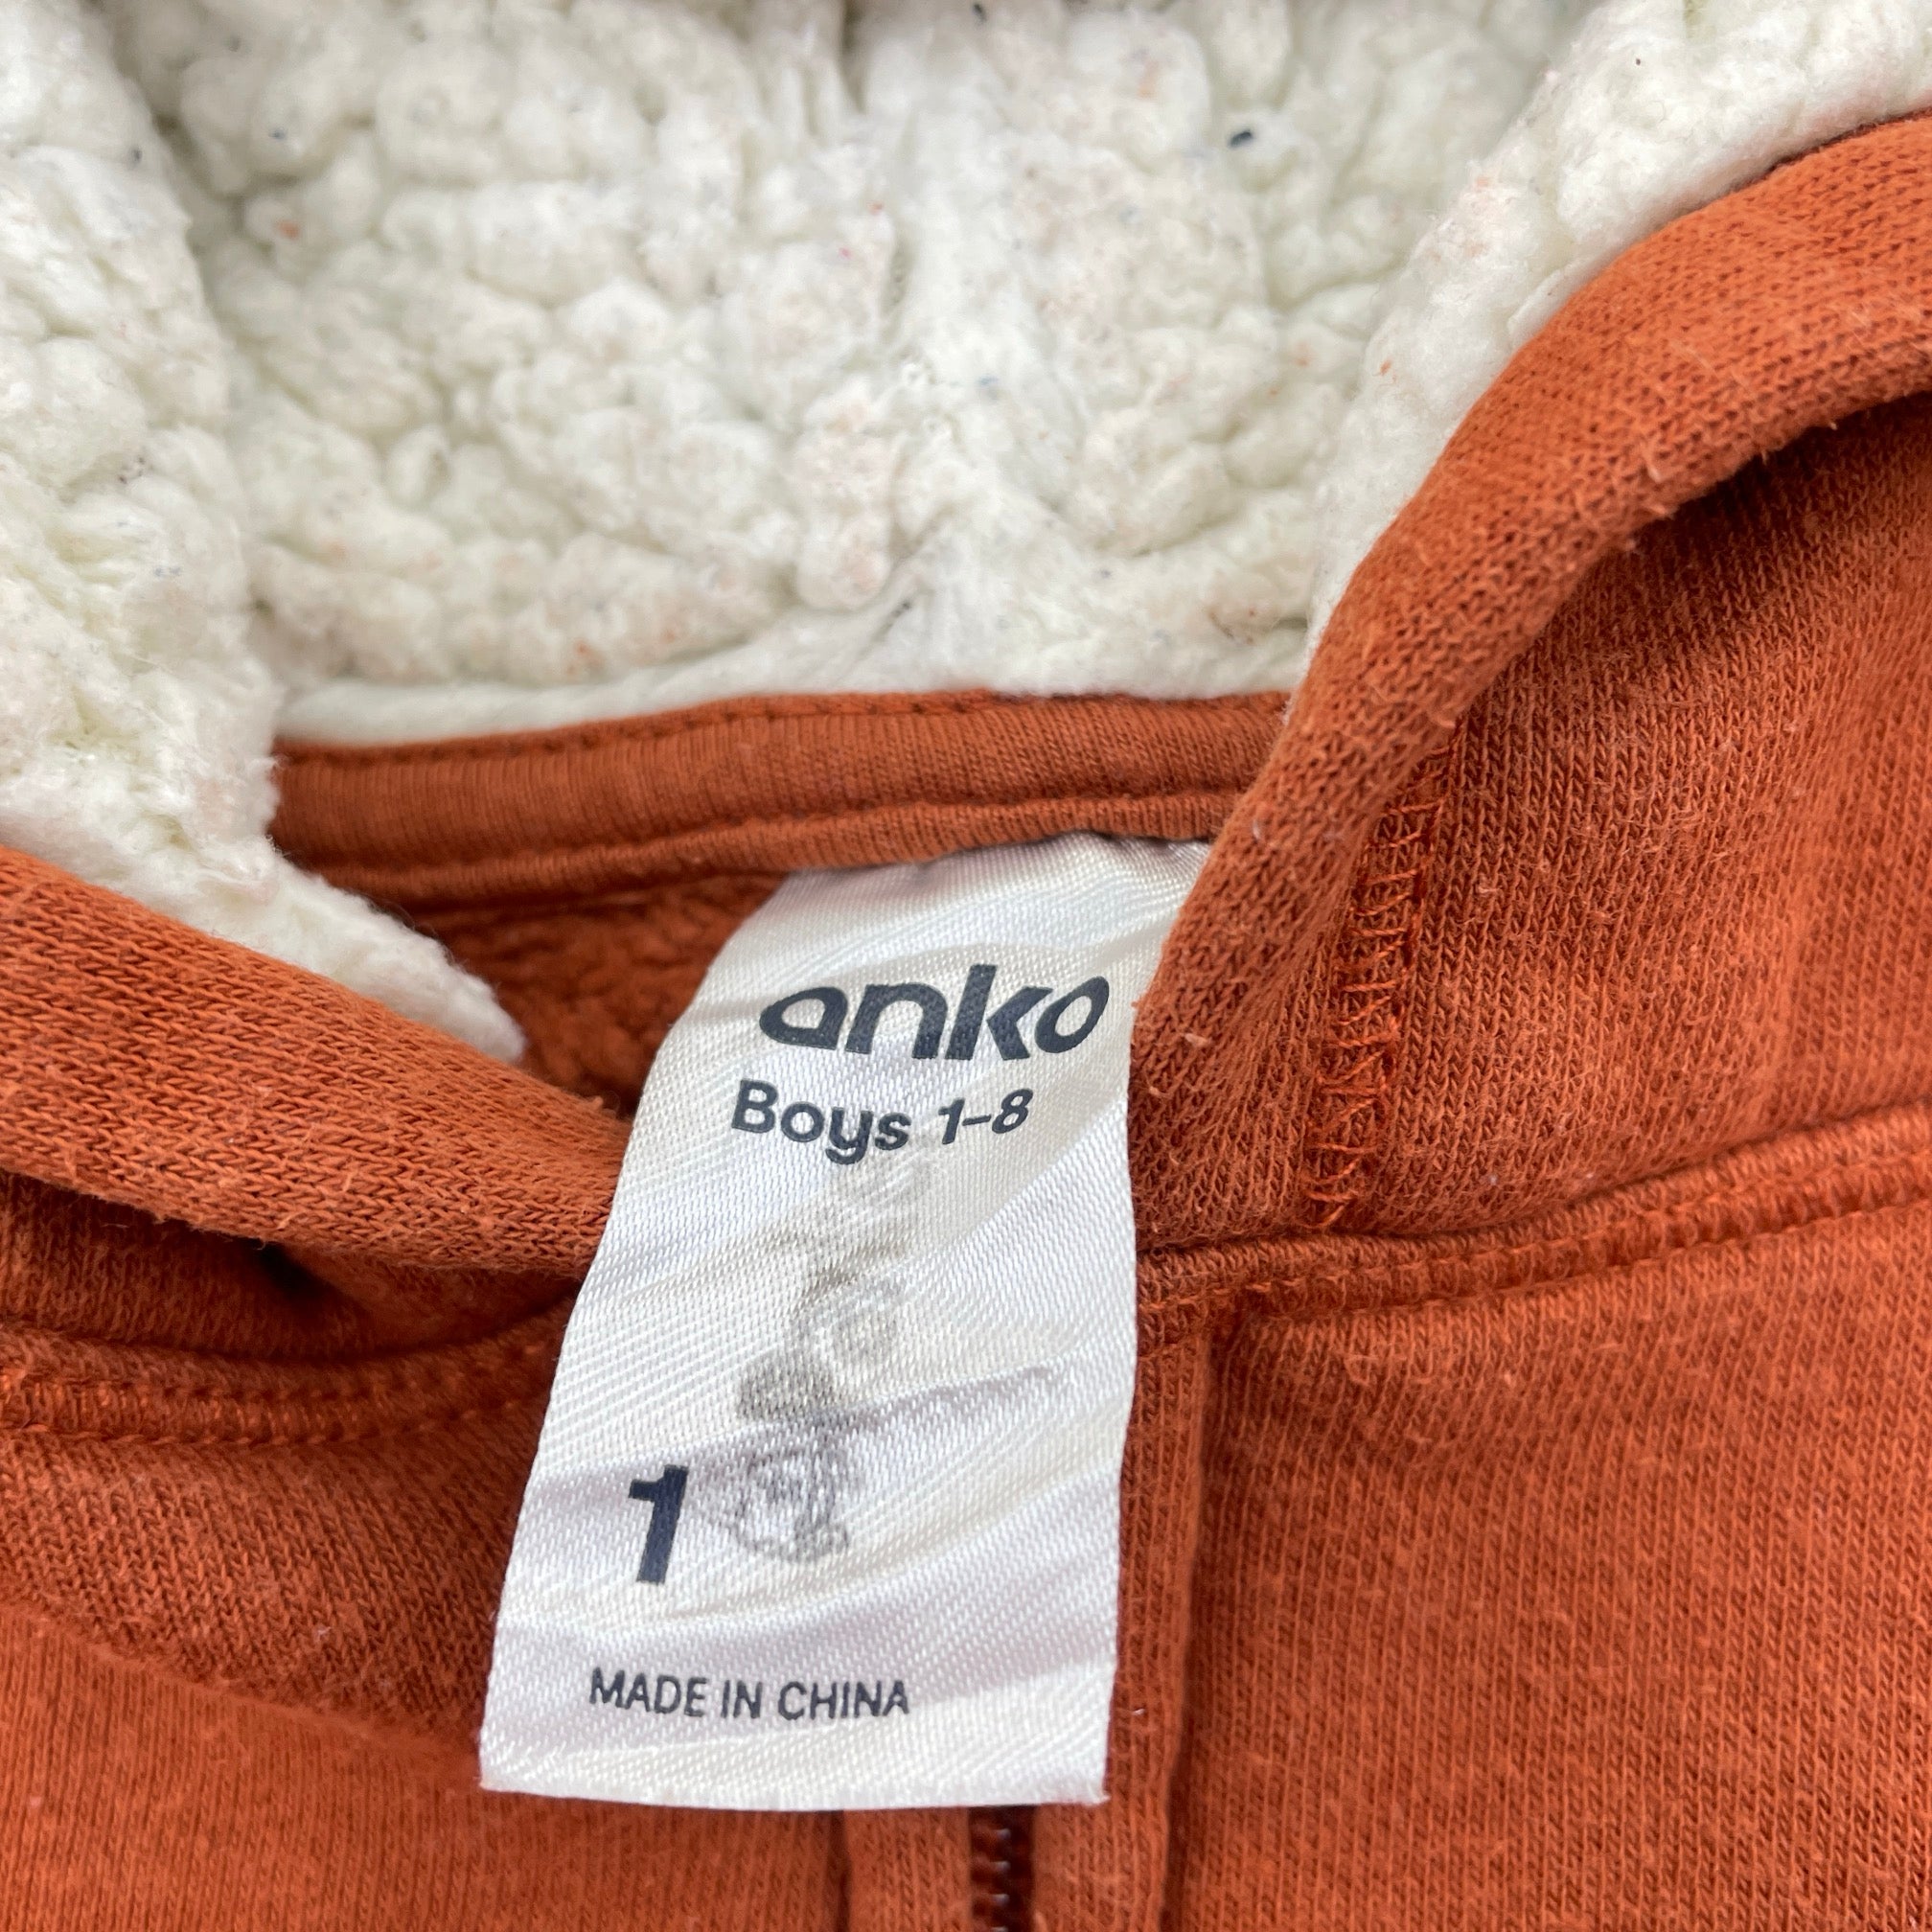 anko
Boys 1-8
1
MADE IN CHINA